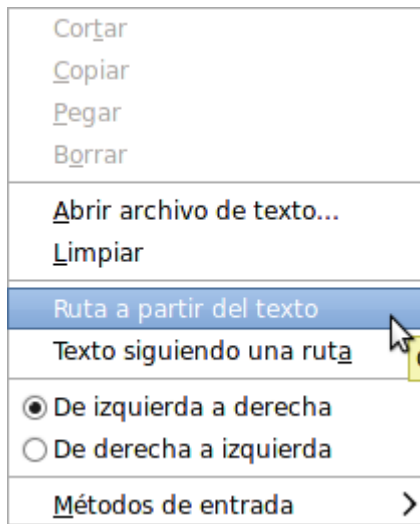 Cortar
Copiar
Pegar
Borrar
Abrir archivo de texto...
Limpiar
Ruta a partir del texto
Texto siguiendo una ruta
De izquierda a derecha
De derecha a izquierda
Métodos de entrada